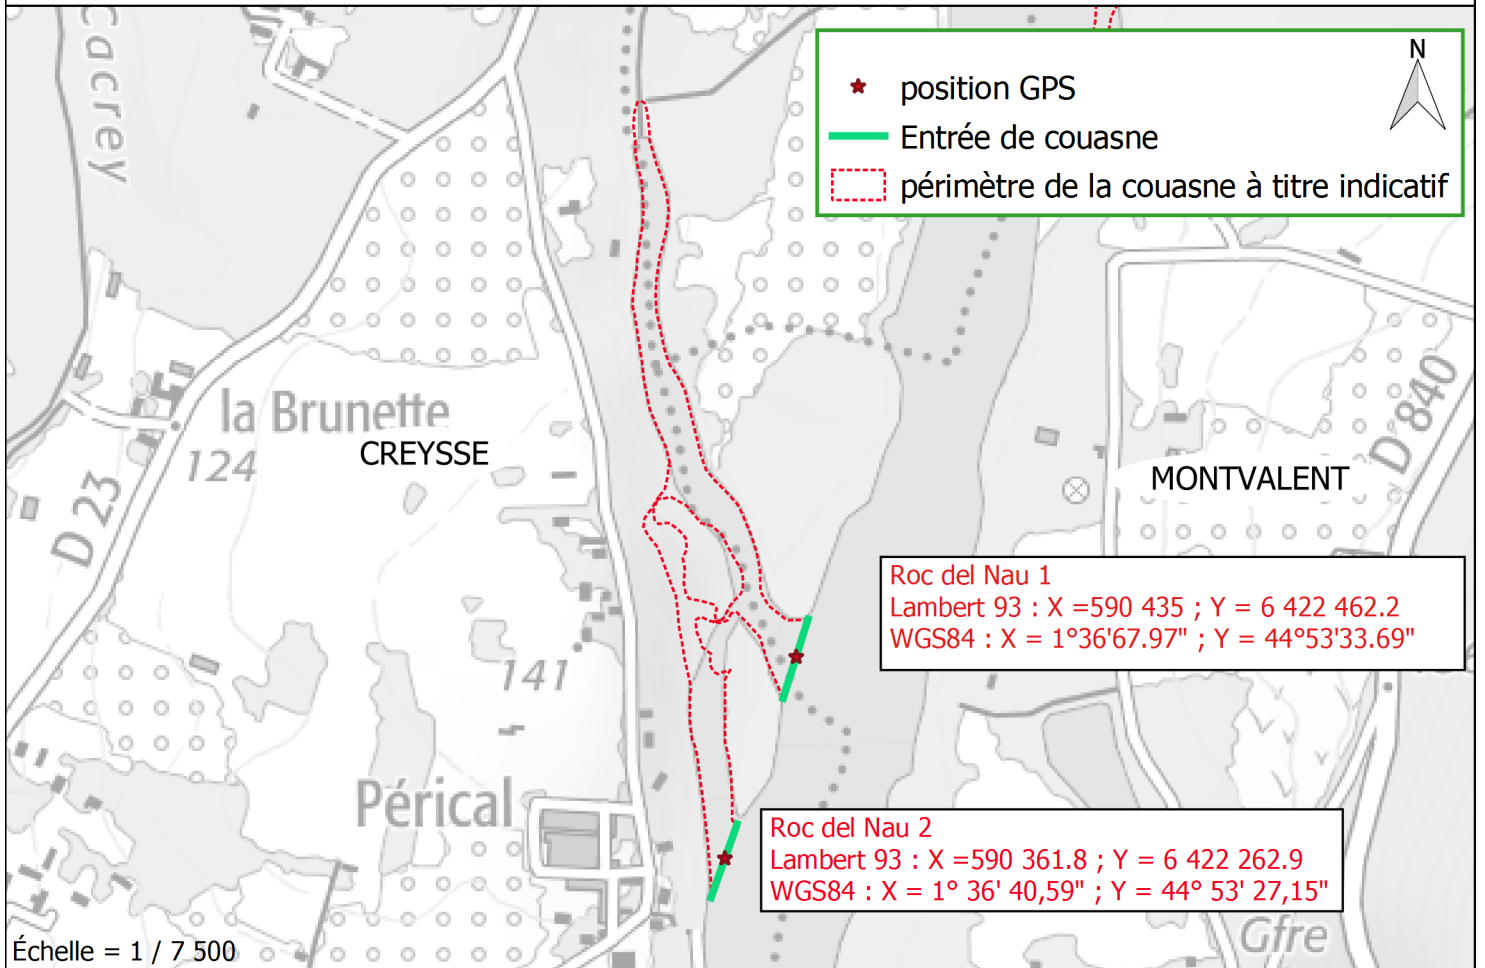 Cacrey
N
position GPS
Entrée de couasne
périmètre de la couasne à titre indicatif
la Brunette
CREYSSE
124
D 23
D 840
MONTVALENT
Roc del Nau 1
Lambert 93 : X =590 435 ; Y = 6 422 462.2
WGS84 : X = 1°36'67.97" ; Y = 44°53'33.69"
141
Pérical
Roc del Nau 2
Lambert 93 : X =590 361.8 ; Y = 6 422 262.9
WGS84 : X = 1° 36' 40,59" ; Y = 44° 53' 27,15"
Gfre
Échelle = 1 / 7 500